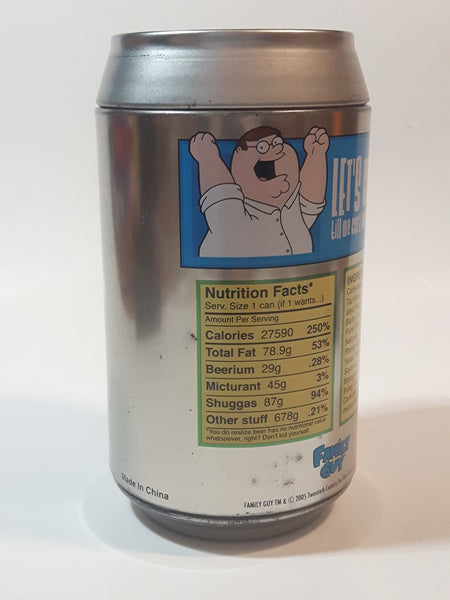 LET'S
till we can't
Nutrition Facts*
Serv. Size 1 can (if 1 wants...)
Amount Per Serving
Calories 27590 250%
Total Fat 78.9g 53%
Beerium 29g .28%
Micturant 45g 3%
Shuggas 87g 94%
Other stuff 678g .21%
*You do realize beer has no nutritional value
whatsoever, right? Don't kid yourself.
FAMILY
GUY
Made In China
FAMILY GUY TM & © 2005 Twentieth Century Fox